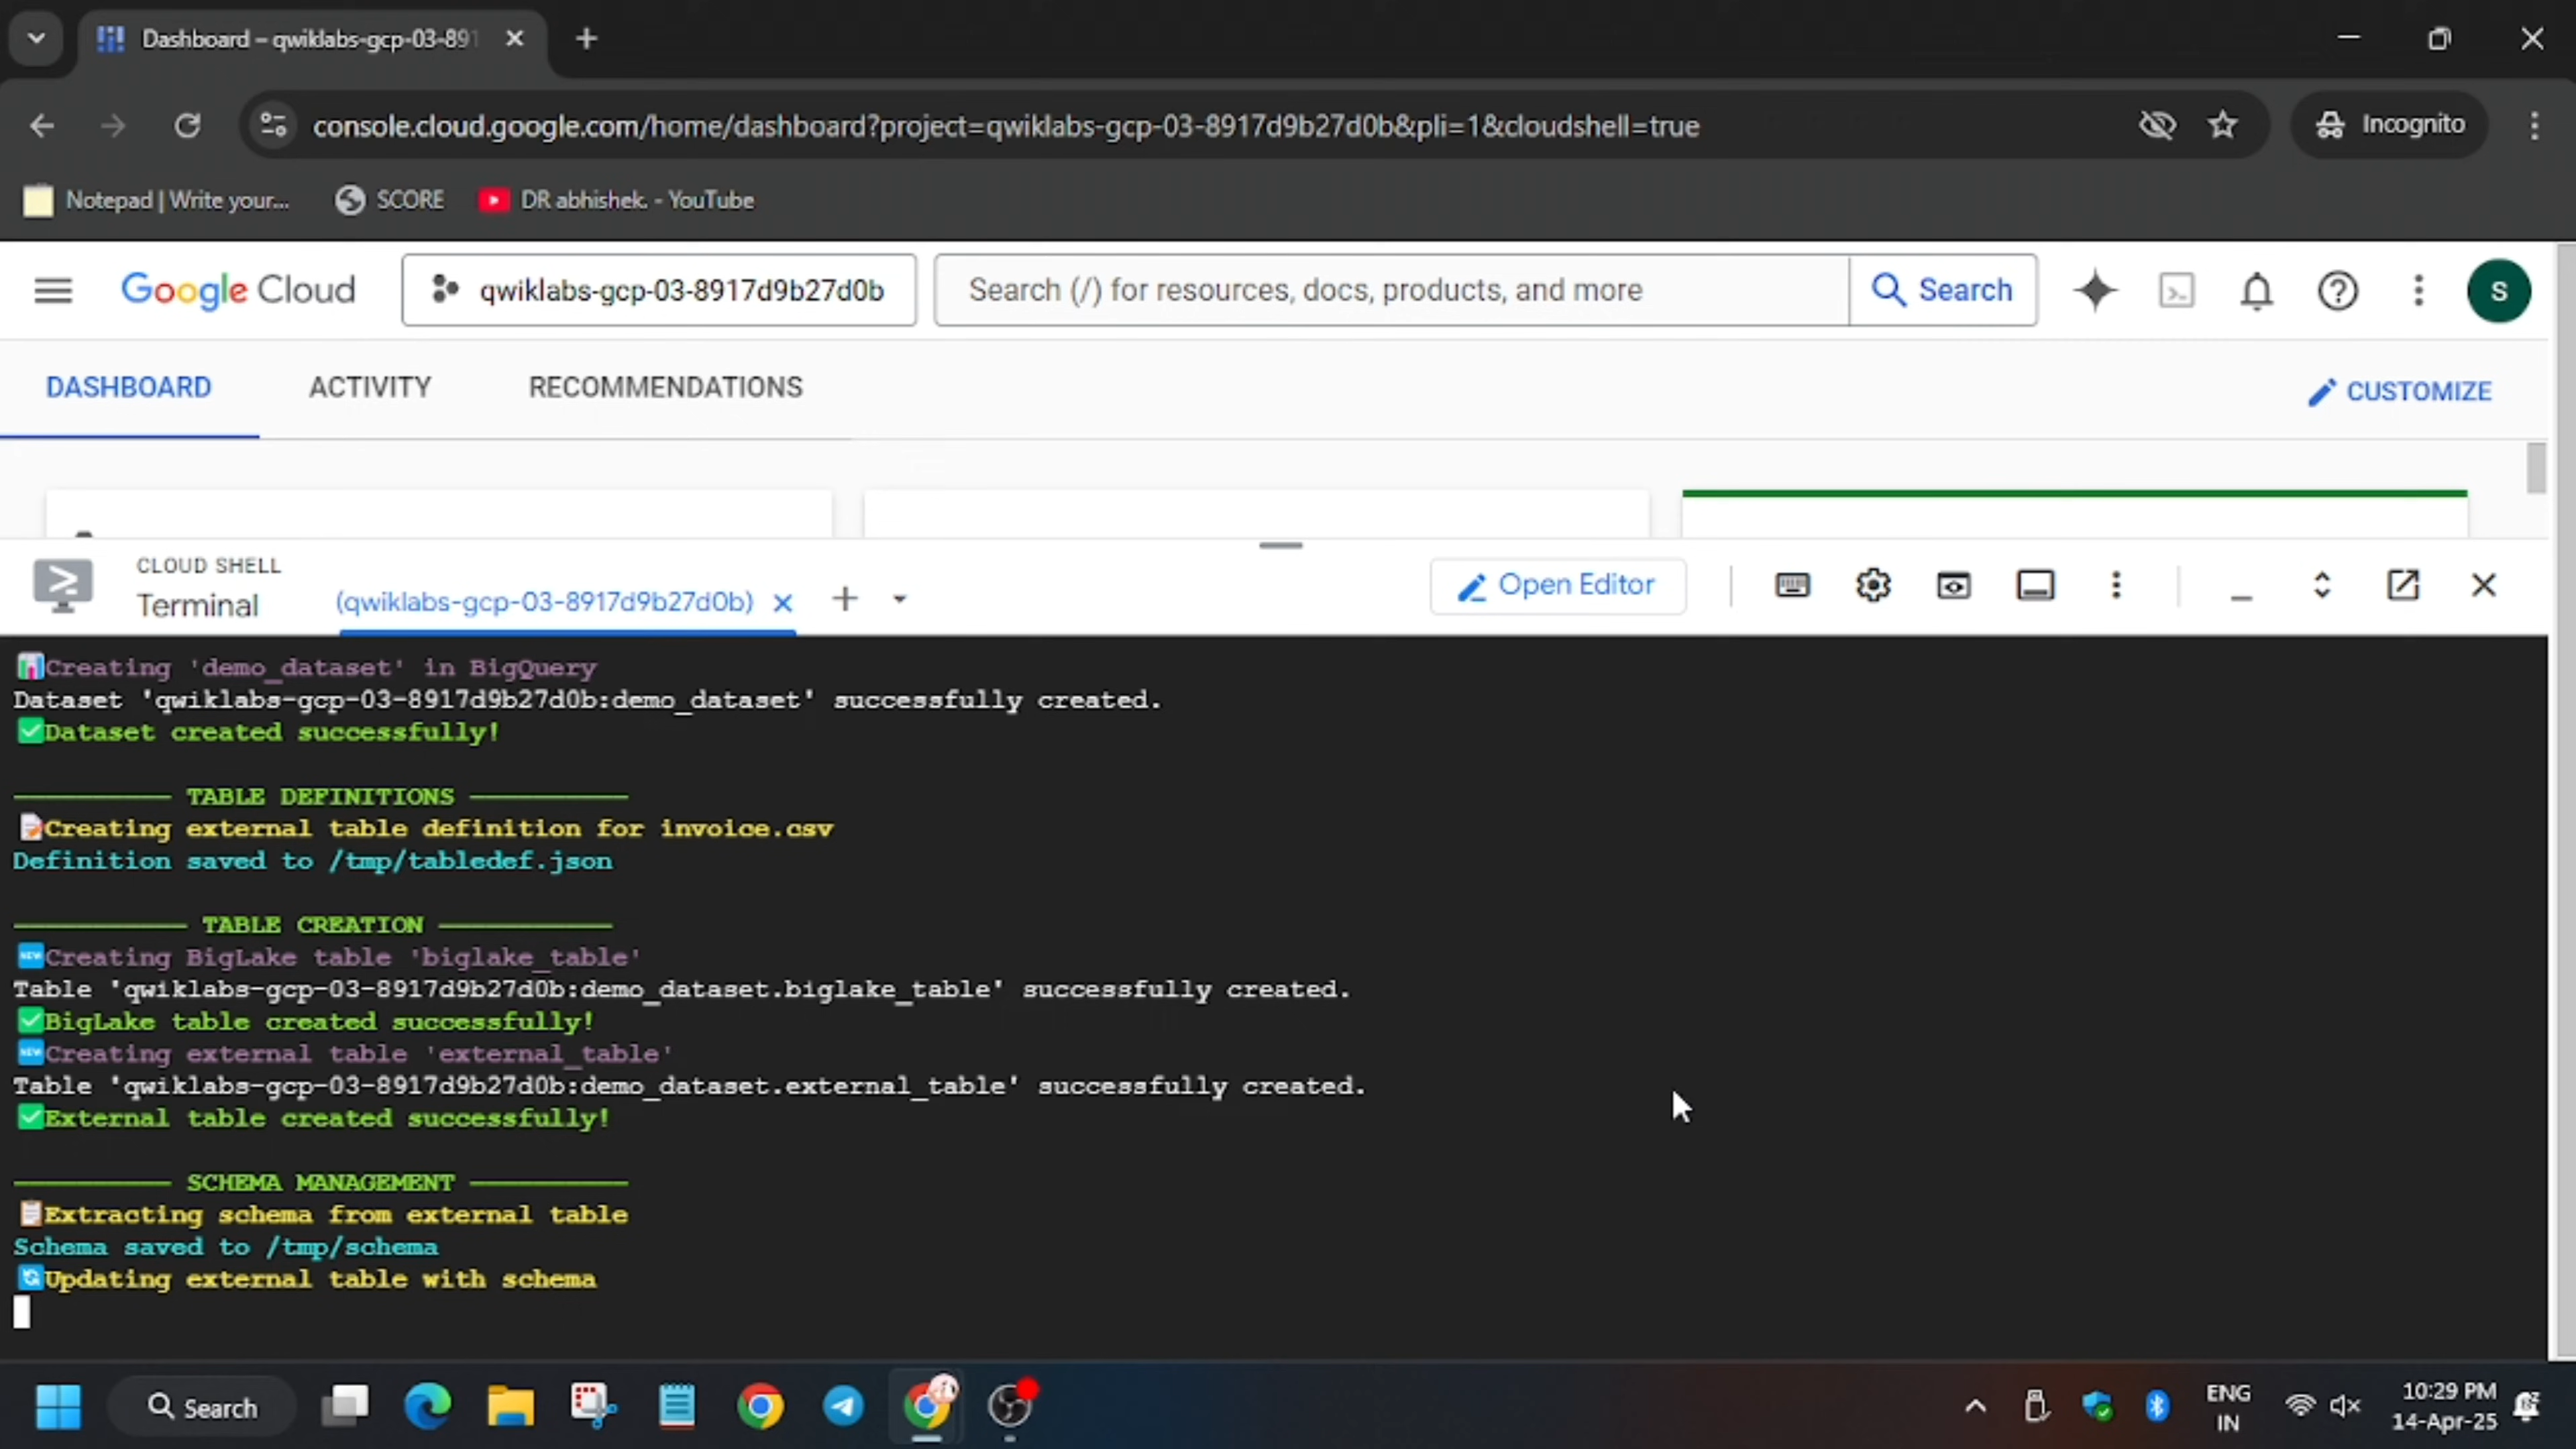 Dashboard – qwiklabs-gcp-03-891
console.cloud.google.com/home/dashboard?project=qwiklabs-gcp-03-8917d9b27d0b&pli=1&cloudshell=true
Incognito
Notepad | Write your...
SCORE
DR abhishek. - YouTube
Google Cloud
qwiklabs-gcp-03-8917d9b27d0b
Search (/) for resources, docs, products, and more
Search
S
DASHBOARD
ACTIVITY
RECOMMENDATIONS
CUSTOMIZE
CLOUD SHELL
Terminal
(qwiklabs-gcp-03-8917d9b27d0b)
Open Editor
Creating 'demo_dataset' in BigQuery
Dataset 'qwiklabs-gcp-03-8917d9b27d0b:demo_dataset' successfully created.
Dataset created successfully!
TABLE DEFINITIONS
Creating external table definition for invoice.csv
Definition saved to /tmp/tabledef.json
TABLE CREATION
Creating BigLake table 'biglake_table'
Table 'qwiklabs-gcp-03-8917d9b27d0b:demo_dataset.biglake_table' successfully created.
BigLake table created successfully!
Creating external table 'external_table'
Table 'qwiklabs-gcp-03-8917d9b27d0b:demo_dataset.external_table' successfully created.
External table created successfully!
SCHEMA MANAGEMENT
Extracting schema from external table
Schema saved to /tmp/schema
Updating external table with schema
Search
ENG
IN
10:29 PM
14-Apr-25